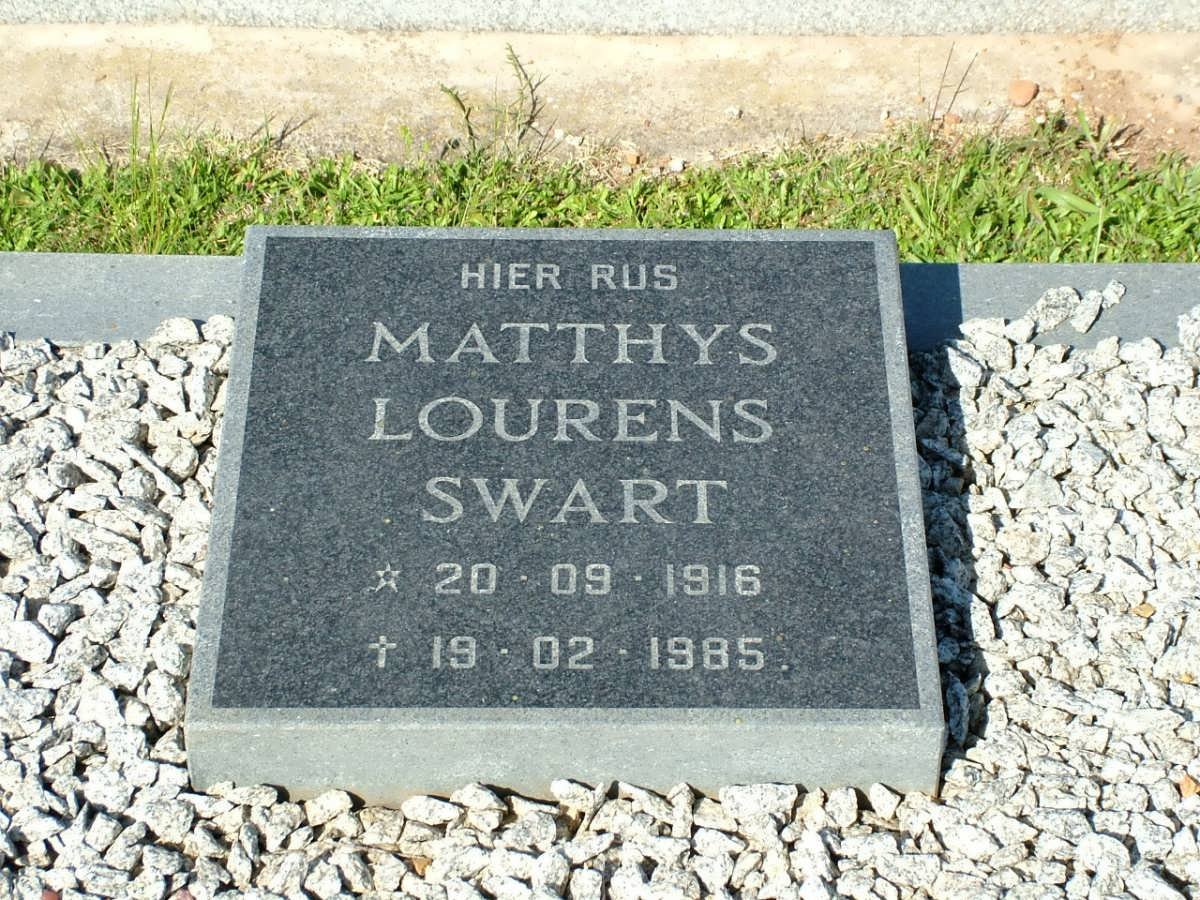 HIER RUS
MATTHYS
LOURENS
SWART
☆ 20 · 09 · 1916
† 19 · 02 · 1985